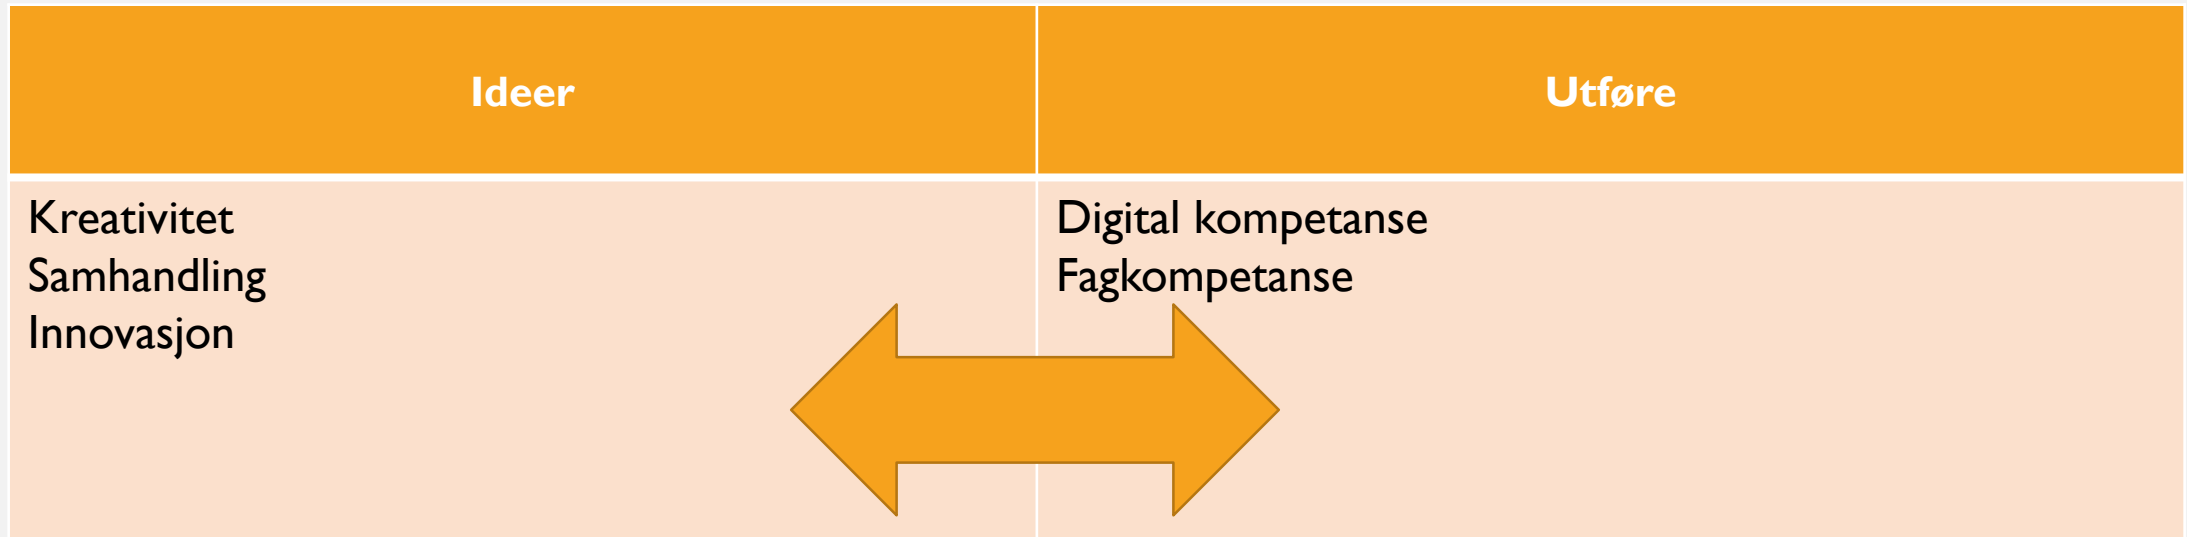 Ideer
Utføre
Kreativitet
Samhandling
Innovasjon
Digital kompetanse
Fagkompetanse